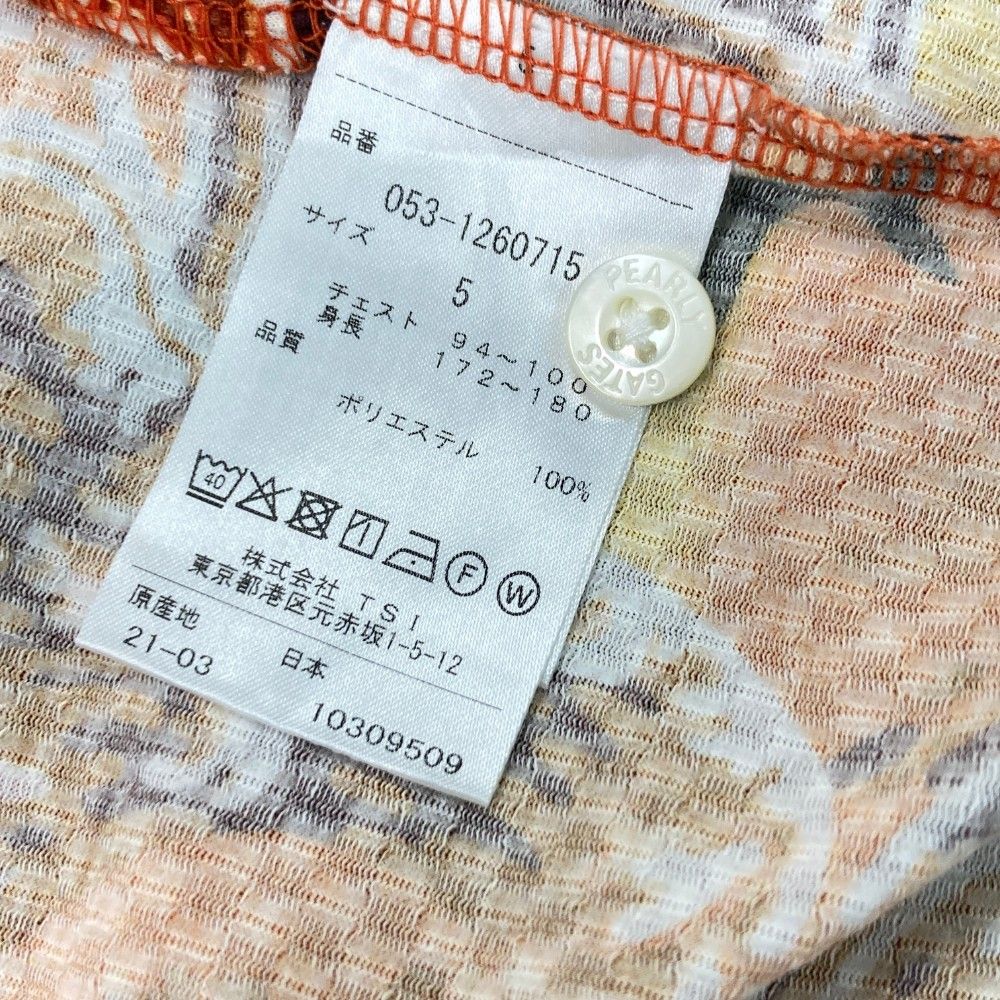 品番
053-1260715
サイズ
5
チェスト 94~100
身長 172~180
品質
ポリエステル 100%
40
F
W
株式会社 TSI
東京都港区元赤坂1-5-12
原産地 日本
21-03
10309509
PEARLY
GATES